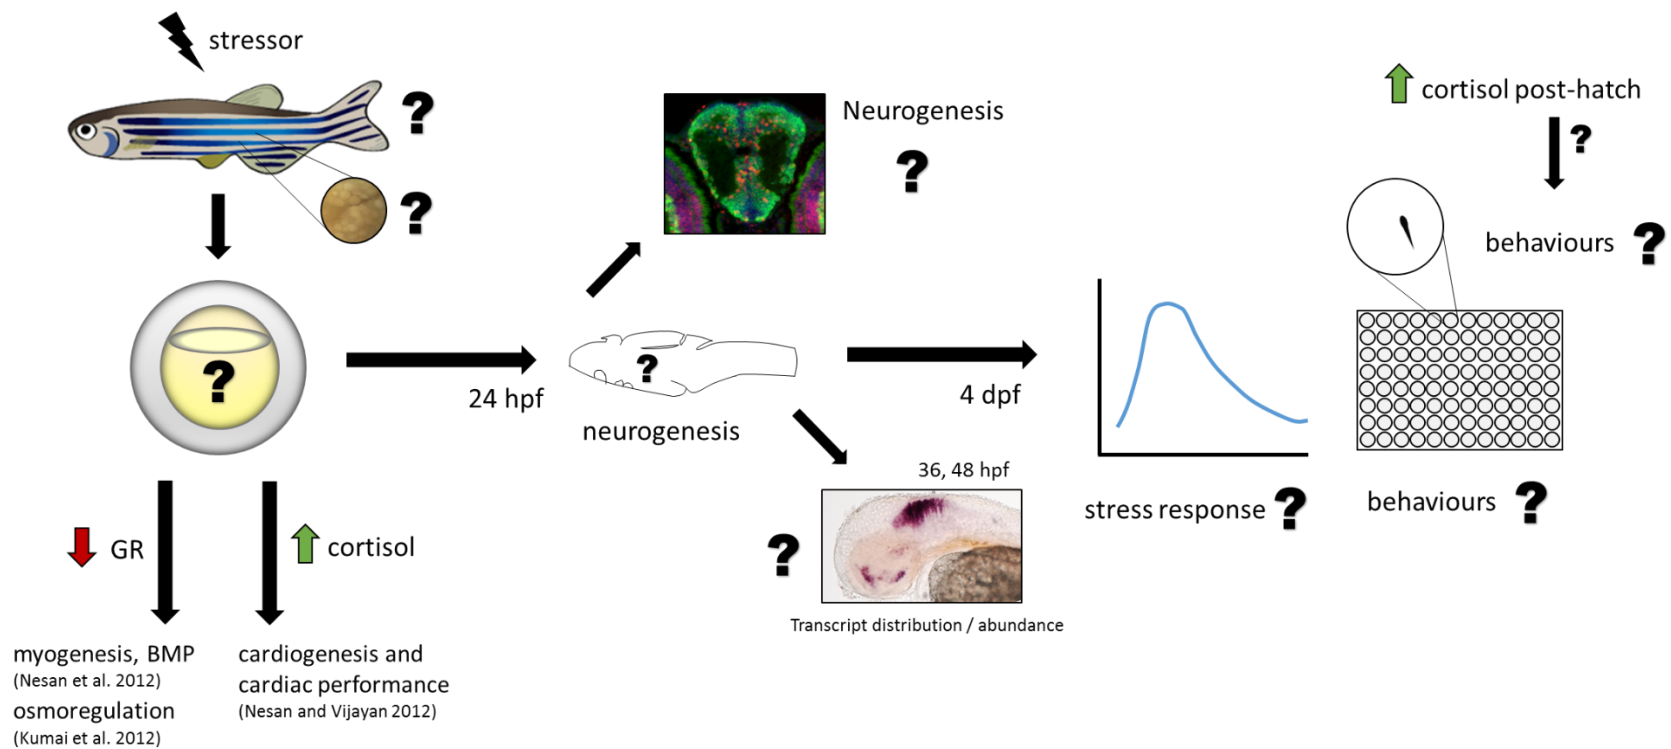 stressor
?
?
?
GR
cortisol
myogenesis, BMP
(Nesan et al. 2012)
osmoregulation
(Kumai et al. 2012)
cardiogenesis and
cardiac performance
(Nesan and Vijayan 2012)
24 hpf
?
neurogenesis
Neurogenesis
?
36, 48 hpf
?
Transcript distribution / abundance
4 dpf
stress response ?
cortisol post-hatch
?
behaviours ?
behaviours ?